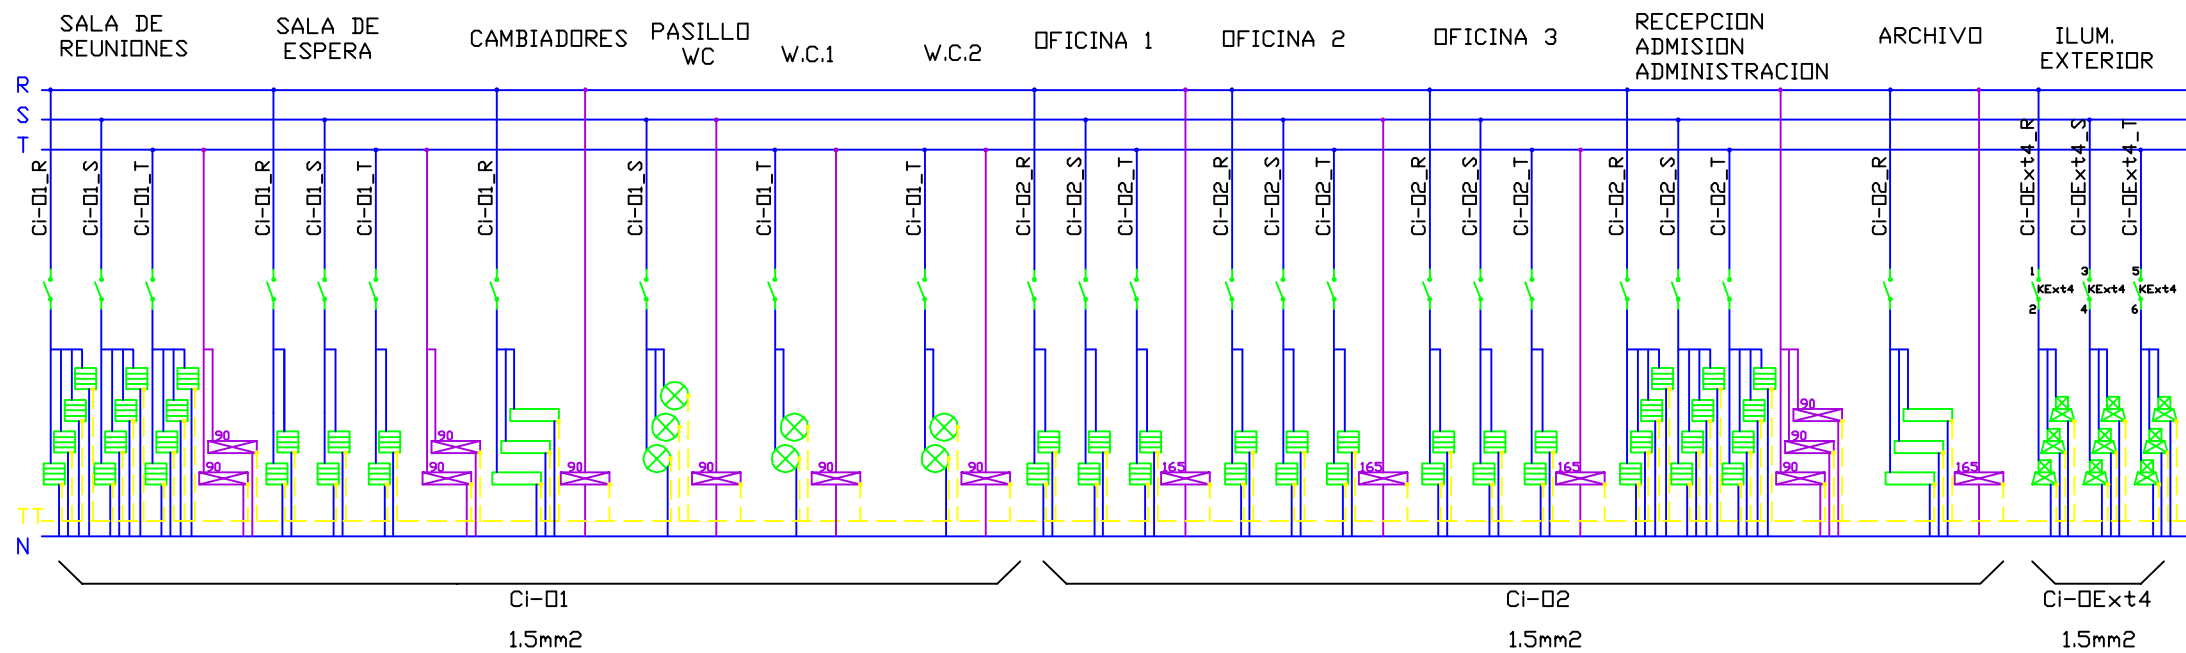 SALA DE
REUNIONES
SALA DE
ESPERA
CAMBIADORES
PASILLO
WC
W.C.1
W.C.2
OFICINA 1
OFICINA 2
OFICINA 3
RECEPCION
ADMISION
ADMINISTRACION
ARCHIVO
ILUM.
EXTERIOR
R
S
T
Ci-01_R
Ci-01_S
Ci-01_T
Ci-01_R
Ci-01_S
Ci-01_T
Ci-01_R
Ci-01_S
Ci-01_T
Ci-01_T
Ci-02_R
Ci-02_S
Ci-02_T
Ci-02_R
Ci-02_S
Ci-02_T
Ci-02_R
Ci-02_S
Ci-02_T
Ci-02_R
Ci-02_S
Ci-02_T
Ci-02_R
Ci-0Ext4_R
Ci-0Ext4_S
Ci-0Ext4_T
1 3 5
KExt4 KExt4 KExt4
2 4 6
90
90 90 90 90
90 90 90 90 90 90 165 165 165 90 165
TT
N
Ci-01
1.5mm2
Ci-02
1.5mm2
Ci-0Ext4
1.5mm2